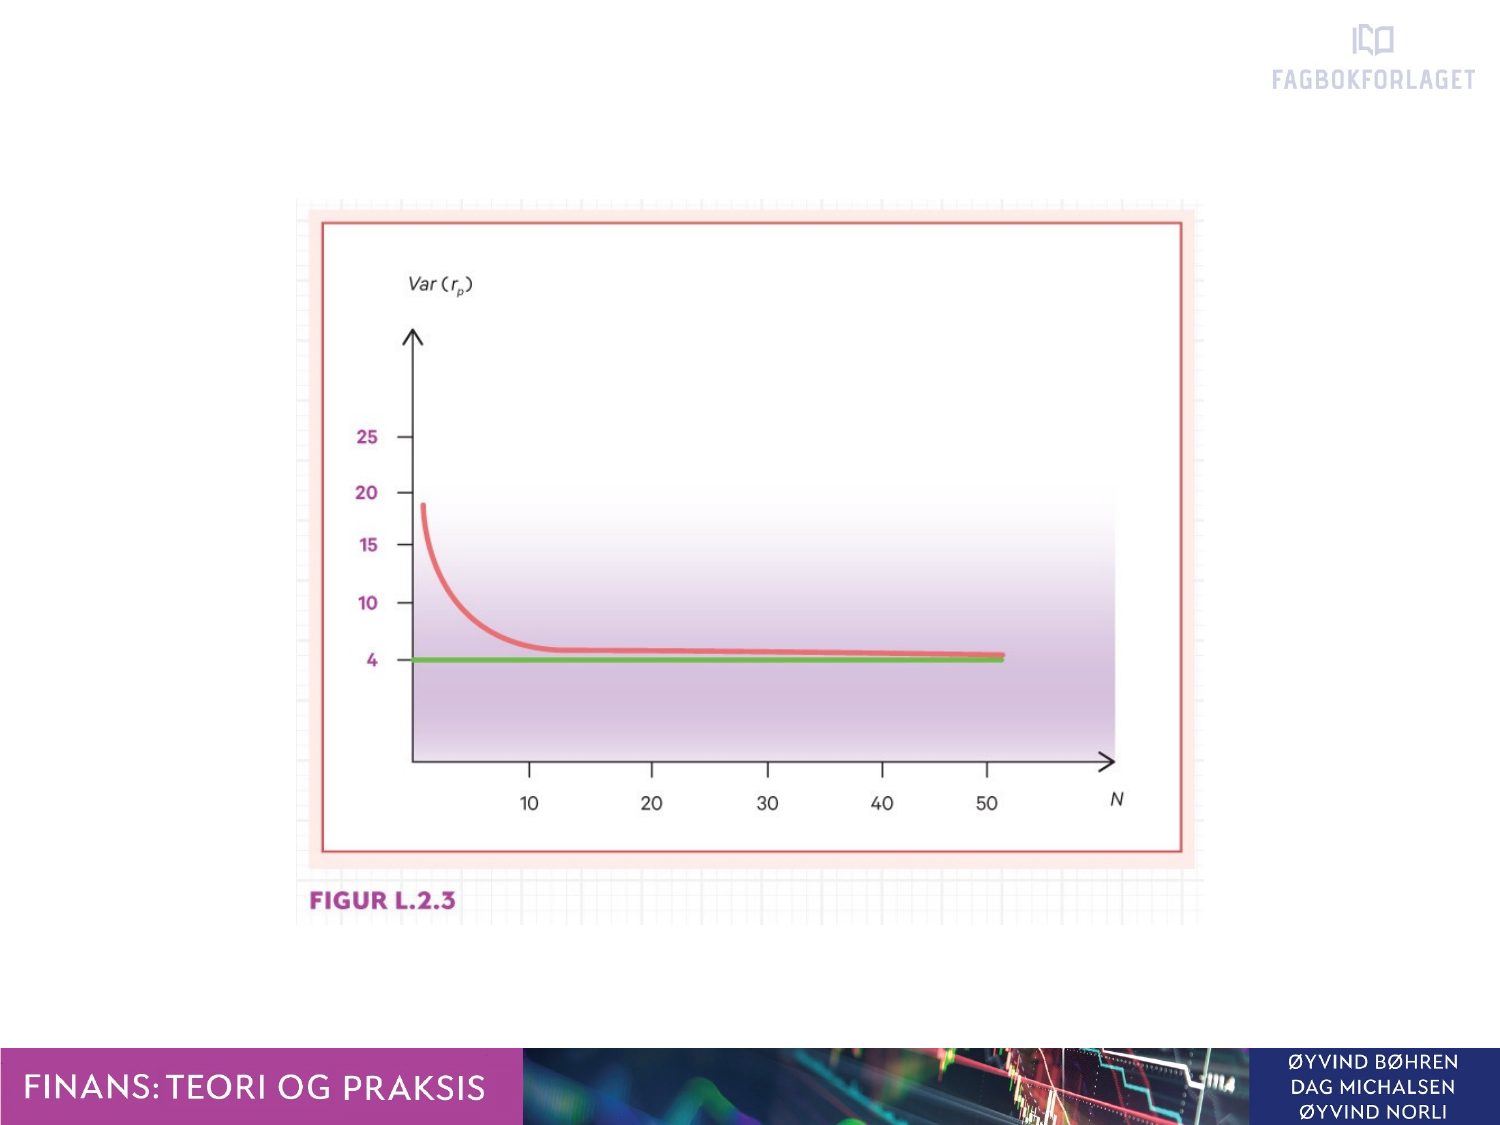 FAGBOKFORLAGET
Var (rₚ)
25
20
15
10
4
10 20 30 40 50 N
FIGUR L.2.3
FINANS: TEORI OG PRAKSIS
ØYVIND BØHREN
DAG MICHALSEN
ØYVIND NORLI